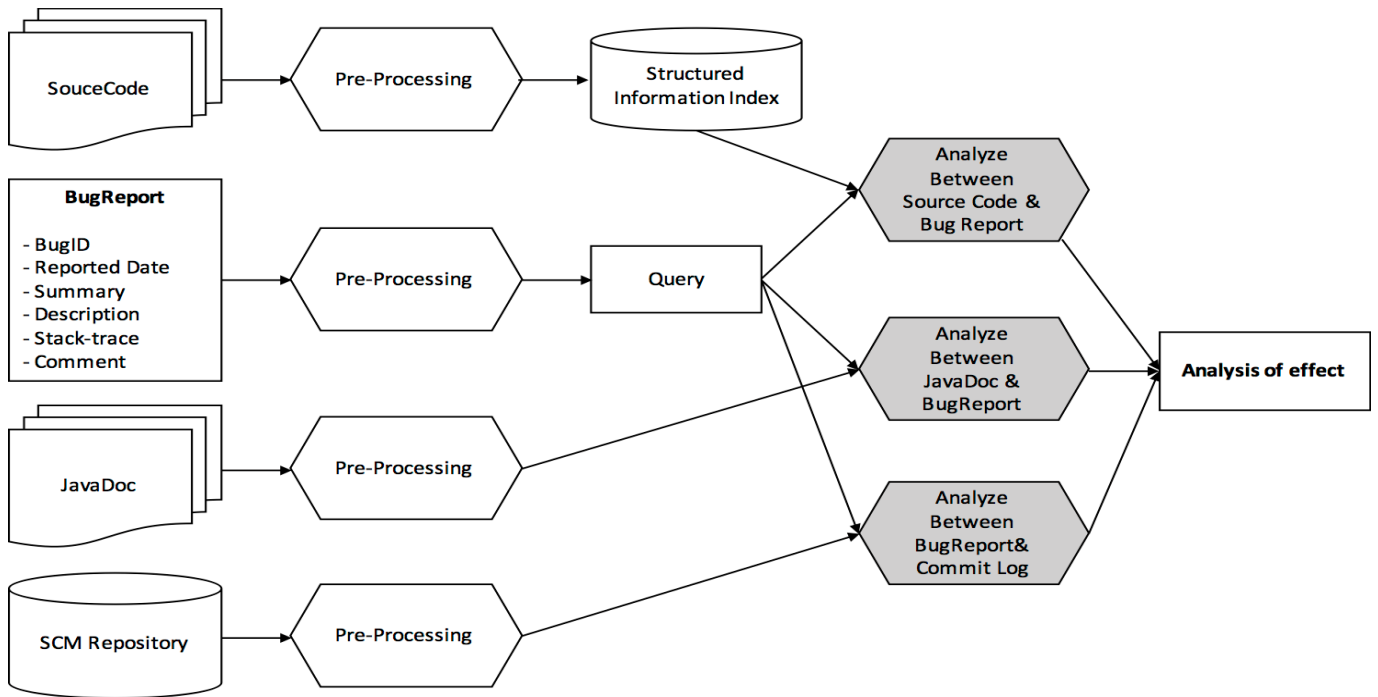 SouceCode
Pre-Processing
Structured
Information Index
Analyze
Between
Source Code &
Bug Report
BugReport
- BugID
- Reported Date
- Summary
- Description
- Stack-trace
- Comment
Pre-Processing
Query
Analyze
Between
JavaDoc &
BugReport
Analysis of effect
JavaDoc
Pre-Processing
Analyze
Between
BugReport&
Commit Log
SCM Repository
Pre-Processing